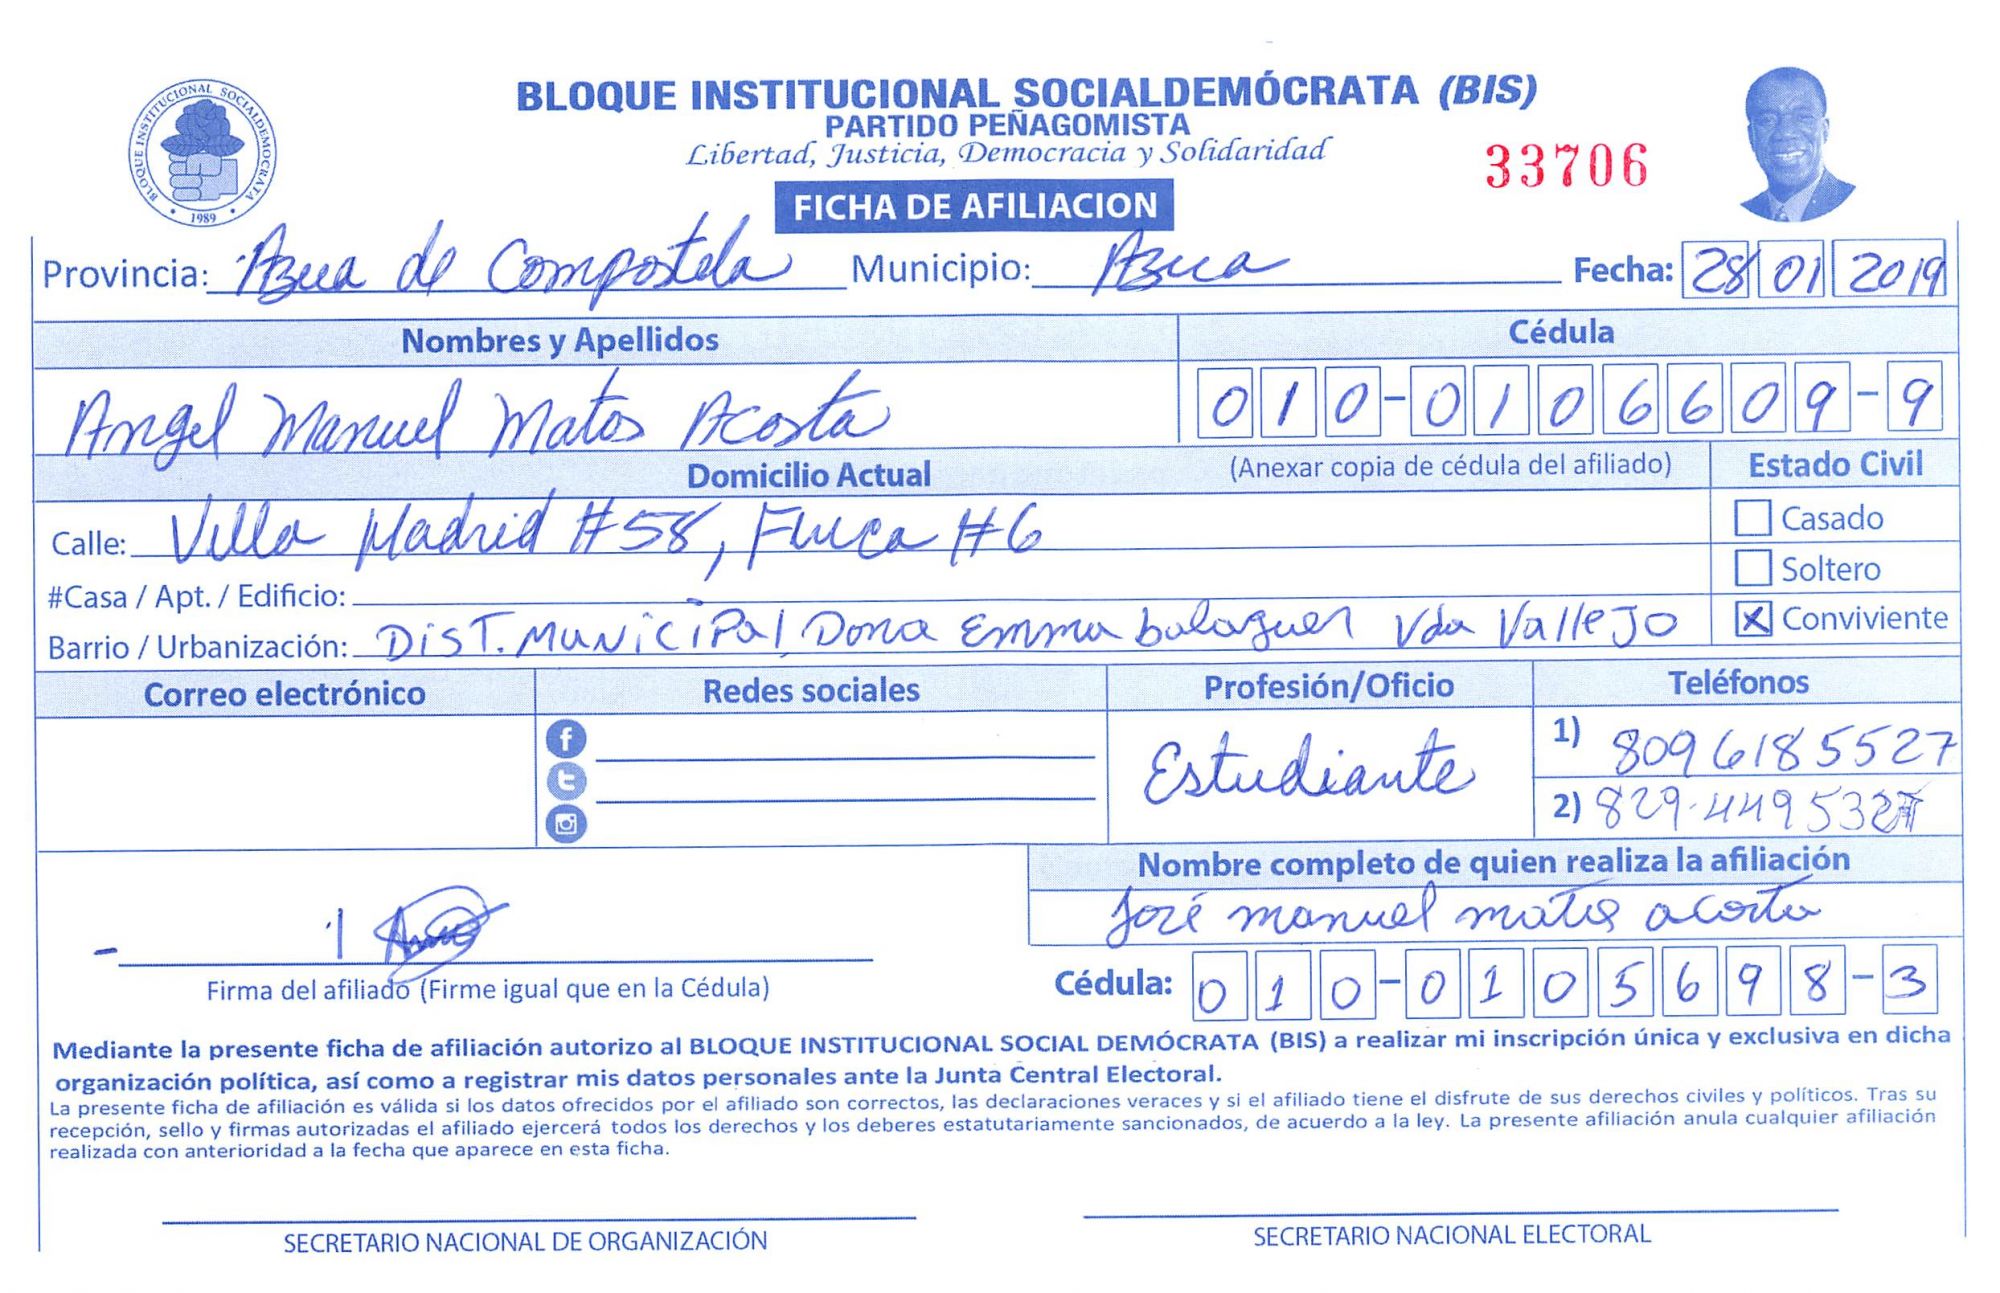 BLOQUE INSTITUCIONAL SOCIALDEMÓCRATA (BIS)
PARTIDO PEÑAGOMISTA
Libertad, Justicia, Democracia y Solidaridad
BLOQUE INSTITUCIONAL SOCIALDEMOCRATA
• 1989 •
33706
FICHA DE AFILIACION
Provincia: Azua de Compostela Municipio: Azua Fecha: 28/ 01/ 2019
Nombres y Apellidos Cédula
Angel Manuel Matos Acosta 010-0106609-9
Domicilio Actual (Anexar copia de cédula del afiliado) Estado Civil
Calle: Villa Madrid #58, Finca #6 Casado
#Casa / Apt. / Edificio: Soltero
Barrio / Urbanización: DIST. MUNICIPAL Dona Emma balaguer Vda Vallejo X Conviviente
Correo electrónico Redes sociales Profesión/Oficio Teléfonos
Estudiante 1) 8096185527
2) 829-449532
Nombre completo de quien realiza la afiliación
José manuel matos acosta
Firma del afiliado (Firme igual que en la Cédula) Cédula: 010-0105698-3
Mediante la presente ficha de afiliación autorizo al BLOQUE INSTITUCIONAL SOCIAL DEMÓCRATA (BIS) a realizar mi inscripción única y exclusiva en dicha
organización política, así como a registrar mis datos personales ante la Junta Central Electoral.
La presente ficha de afiliación es válida si los datos ofrecidos por el afiliado son correctos, las declaraciones veraces y si el afiliado tiene el disfrute de sus derechos civiles y políticos. Tras su
recepción, sello y firmas autorizadas el afiliado ejercerá todos los derechos y los deberes estatutariamente sancionados, de acuerdo a la ley. La presente afiliación anula cualquier afiliación
realizada con anterioridad a la fecha que aparece en esta ficha.
SECRETARIO NACIONAL DE ORGANIZACIÓN SECRETARIO NACIONAL ELECTORAL